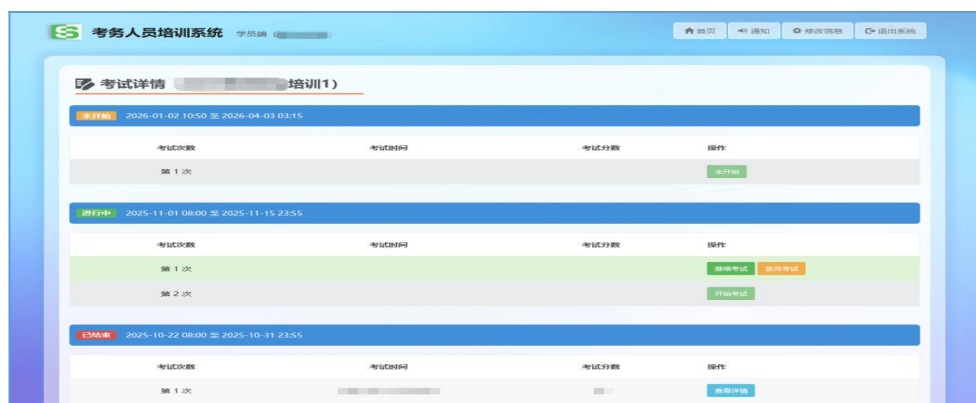 考务人员培训系统 学员端 (
首页 通知 修改信息 退出系统
考试详情 培训1)
未开始 2026-01-02 10:50 至 2026-04-03 03:15
考试次数 考试时间 考试分数 操作
第 1 次 未开始
进行中 2025-11-01 08:00 至 2025-11-15 23:55
考试次数 考试时间 考试分数 操作
第 1 次 继续考试 放弃考试
第 2 次 开始考试
已结束 2025-10-22 08:00 至 2025-10-31 23:55
考试次数 考试时间 考试分数 操作
第 1 次 查看详情